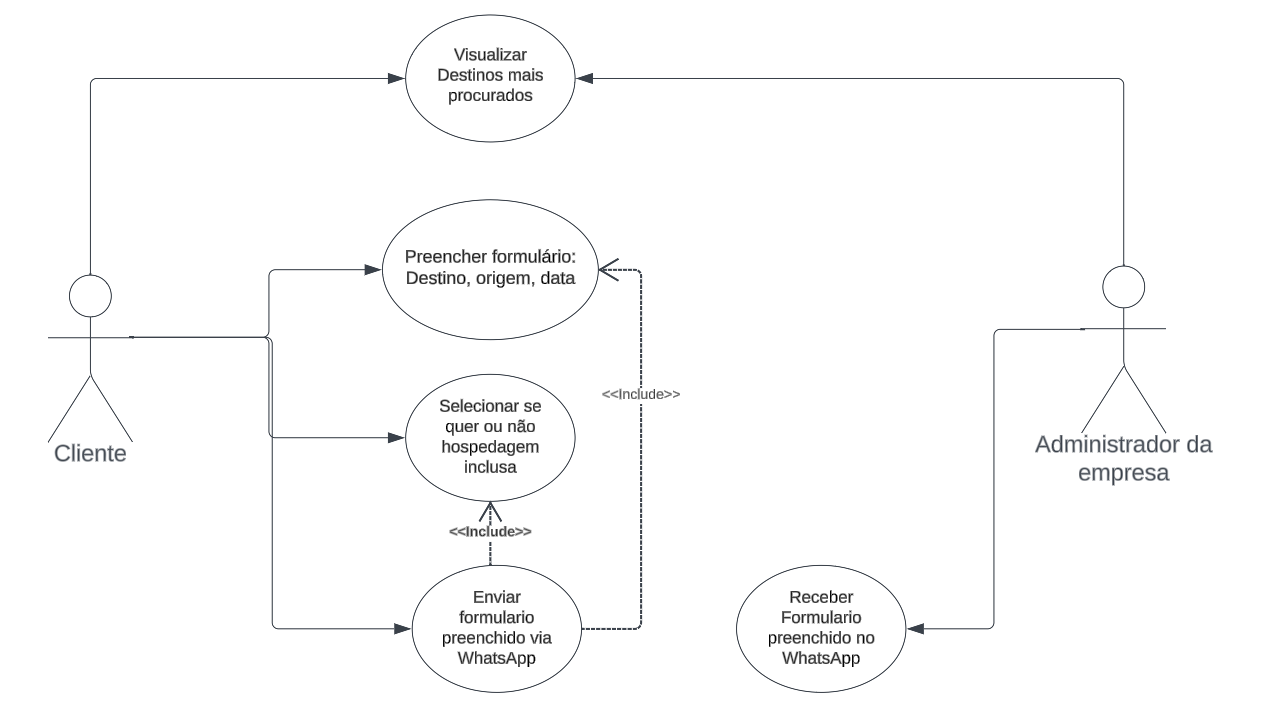 Visualizar
Destinos mais
procurados
Preencher formulário:
Destino, origem, data
<<Include>>
Selecionar se
quer ou não
hospedagem
inclusa
Cliente
Administrador da
empresa
<<Include>>
Enviar
formulario
preenchido via
WhatsApp
Receber
Formulario
preenchido no
WhatsApp